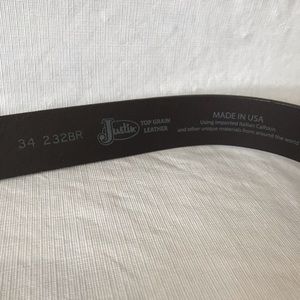 34 232BR
Justin
TOP GRAIN
LEATHER
MADE IN USA
Using imported Italian Calfskin
and other unique materials from around the world